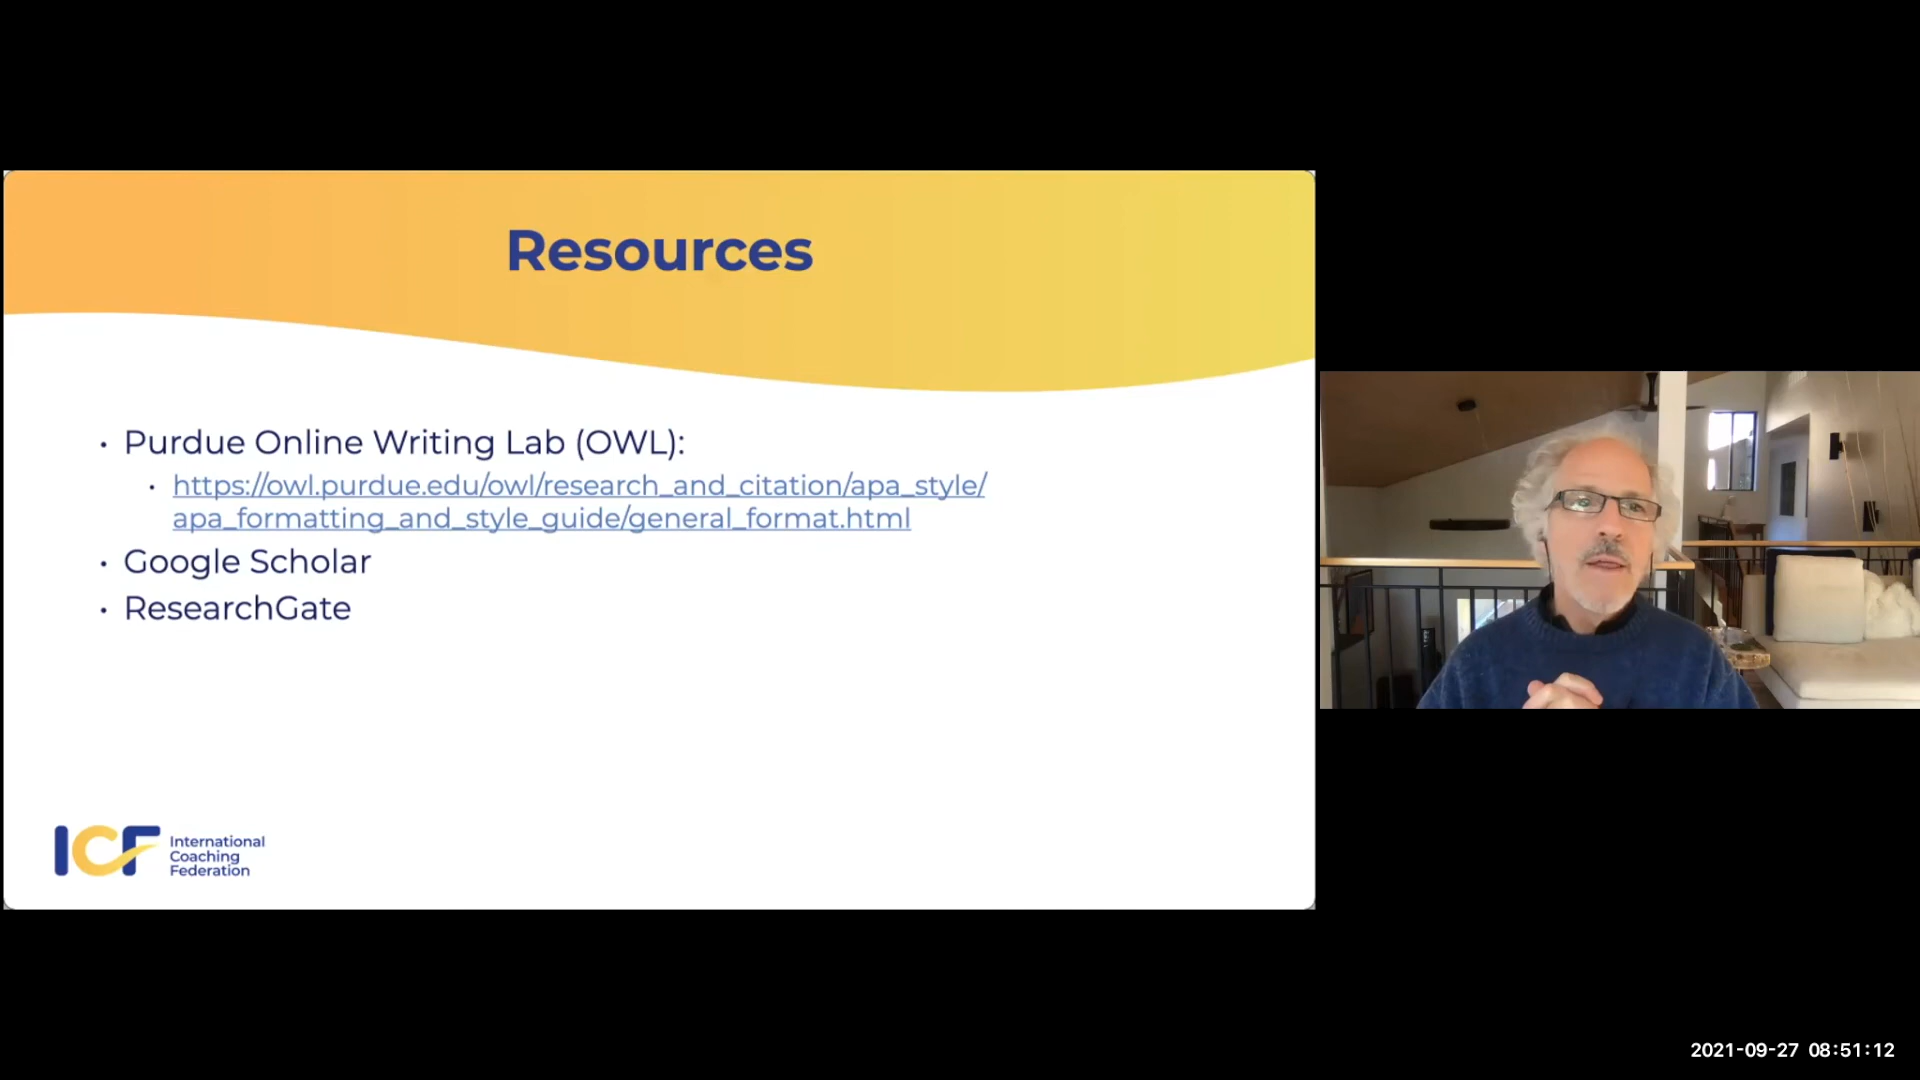 Resources
• Purdue Online Writing Lab (OWL):
• https://owl.purdue.edu/owl/research_and_citation/apa_style/
apa_formatting_and_style_guide/general_format.html
• Google Scholar
• ResearchGate
ICF
International
Coaching
Federation
2021-09-27 08:51:12